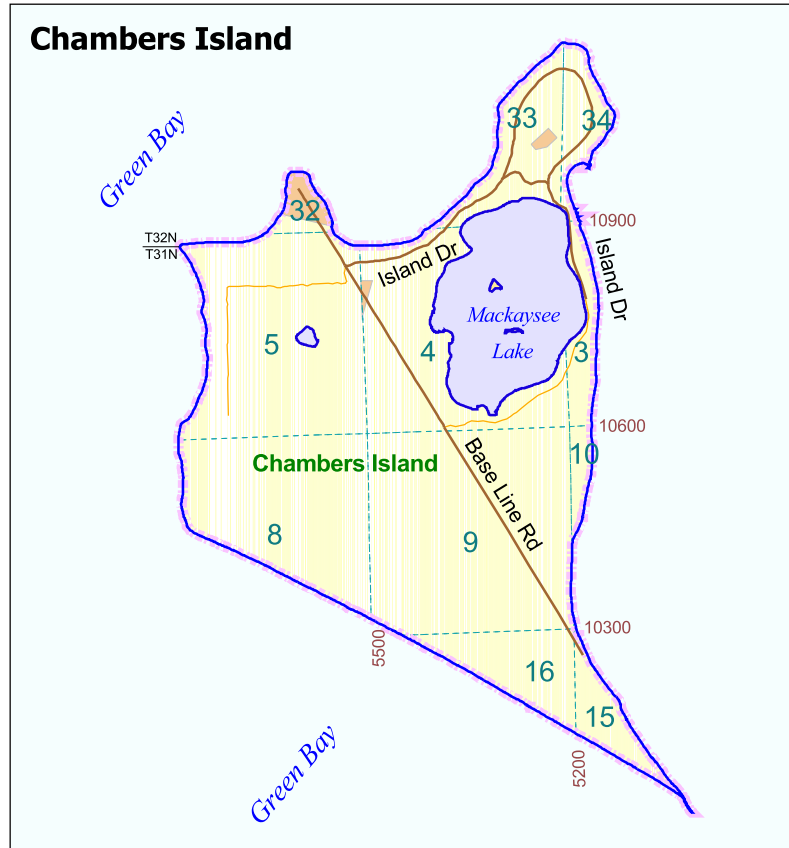 Chambers Island
Green Bay
33
34
32
10900
T32N
T31N
Island Dr
Island Dr
Mackaysee
Lake
5
4
3
10600
Chambers Island
Base Line Rd
10
8
9
10300
5500
16
15
5200
Green Bay